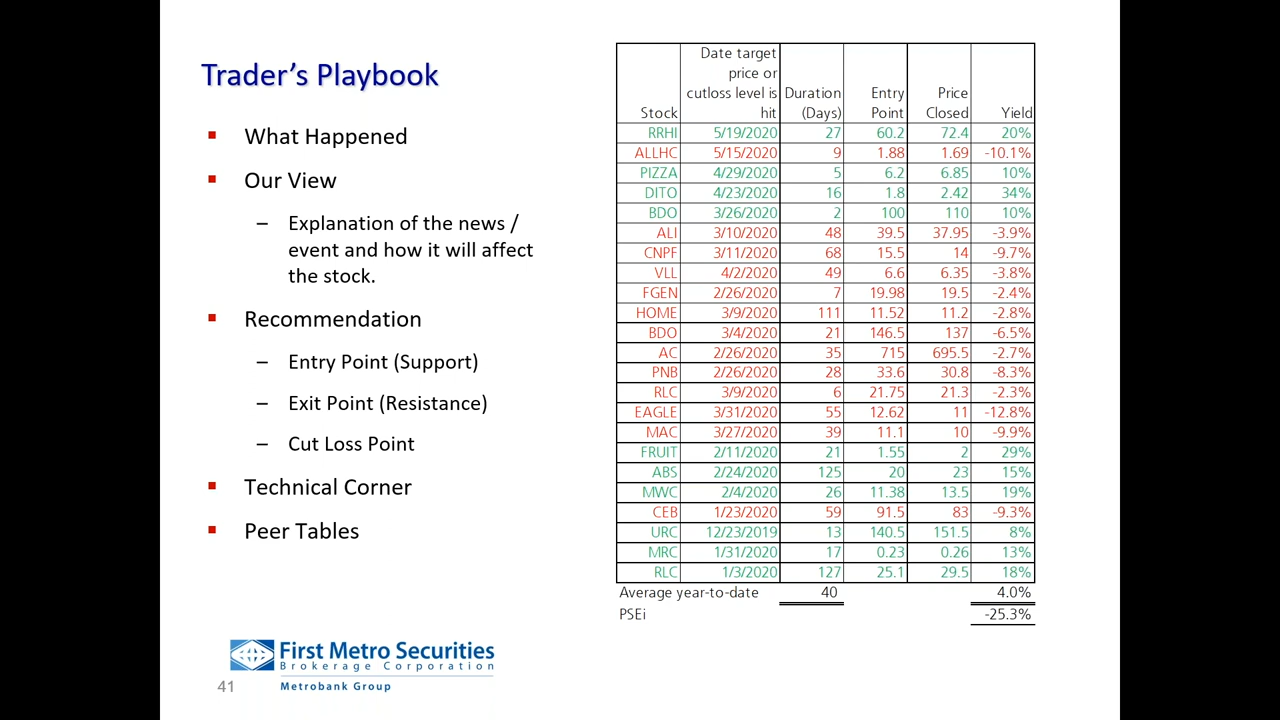 Trader's Playbook
▪ What Happened
▪ Our View
– Explanation of the news /
event and how it will affect
the stock.
▪ Recommendation
– Entry Point (Support)
– Exit Point (Resistance)
– Cut Loss Point
▪ Technical Corner
▪ Peer Tables
Date target
price or
cutloss level is Duration Entry Price
Stock hit (Days) Point Closed Yield
RRHI 5/19/2020 27 60.2 72.4 20%
ALLHC 5/15/2020 9 1.88 1.69 -10.1%
PIZZA 4/29/2020 5 6.2 6.85 10%
DITO 4/23/2020 16 1.8 2.42 34%
BDO 3/26/2020 2 100 110 10%
ALI 3/10/2020 48 39.5 37.95 -3.9%
CNPF 3/11/2020 68 15.5 14 -9.7%
VLL 4/2/2020 49 6.6 6.35 -3.8%
FGEN 2/26/2020 7 19.98 19.5 -2.4%
HOME 3/9/2020 111 11.52 11.2 -2.8%
BDO 3/4/2020 21 146.5 137 -6.5%
AC 2/26/2020 35 715 695.5 -2.7%
PNB 2/26/2020 28 33.6 30.8 -8.3%
RLC 3/9/2020 6 21.75 21.3 -2.3%
EAGLE 3/31/2020 55 12.62 11 -12.8%
MAC 3/27/2020 39 11.1 10 -9.9%
FRUIT 2/11/2020 21 1.55 2 29%
ABS 2/24/2020 125 20 23 15%
MWC 2/4/2020 26 11.38 13.5 19%
CEB 1/23/2020 59 91.5 83 -9.3%
URC 12/23/2019 13 140.5 151.5 8%
MRC 1/31/2020 17 0.23 0.26 13%
RLC 1/3/2020 127 25.1 29.5 18%
Average year-to-date 40 4.0%
PSEi -25.3%
First Metro Securities
Brokerage Corporation
Metrobank Group
41